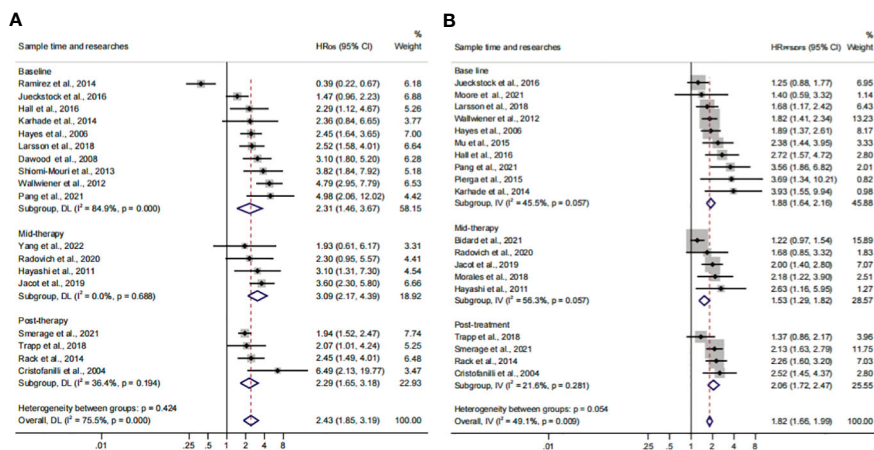 A
%
Sample time and researches HROS (95% CI) Weight
Baseline
Ramirez et al., 2014 0.39 (0.22, 0.67) 6.18
Jueckstock et al., 2016 1.47 (0.96, 2.23) 6.88
Hall et al., 2016 2.29 (1.12, 4.67) 5.26
Karhade et al., 2014 2.36 (0.84, 6.65) 3.77
Hayes et al., 2006 2.45 (1.64, 3.65) 7.00
Larsson et al., 2018 2.52 (1.58, 4.01) 6.64
Dawood et al., 2008 3.10 (1.80, 5.20) 6.28
Shiomi-Mouri et al., 2013 3.82 (1.84, 7.92) 5.18
Wallwiener et al., 2012 4.79 (2.95, 7.79) 6.53
Pang et al., 2021 4.98 (2.06, 12.02) 4.42
Subgroup, DL (I² = 84.9%, p = 0.000) 2.31 (1.46, 3.67) 58.15
Mid-therapy
Yang et al., 2022 1.93 (0.61, 6.17) 3.31
Radovich et al., 2020 2.30 (0.95, 5.57) 4.41
Hayashi et al., 2011 3.10 (1.31, 7.30) 4.54
Jacot et al., 2019 3.60 (2.30, 5.80) 6.66
Subgroup, DL (I² = 0.0%, p = 0.688) 3.09 (2.17, 4.39) 18.92
Post-therapy
Smerage et al., 2021 1.94 (1.52, 2.47) 7.74
Trapp et al., 2018 2.07 (1.01, 4.24) 5.25
Rack et al., 2014 2.45 (1.49, 4.01) 6.48
Cristofanilli et al., 2004 6.49 (2.13, 19.77) 3.47
Subgroup, DL (I² = 36.4%, p = 0.194) 2.29 (1.65, 3.18) 22.93
Heterogeneity between groups: p = 0.424
Overall, DL (I² = 75.5%, p = 0.000) 2.43 (1.85, 3.19) 100.00
.01 .25 .5 1 2 4 8
B
%
Sample time and researches (95% CI) Weight
Base line
Jueckstock et al., 2016 1.25 (0.88, 1.77) 6.95
Moore et al., 2021 1.40 (0.59, 3.32) 1.14
Larsson et al., 2018 1.68 (1.17, 2.42) 6.43
Wallwiener et al., 2012 1.82 (1.41, 2.34) 13.23
Hayes et al., 2006 1.89 (1.37, 2.61) 8.17
Mu et al., 2015 2.38 (1.44, 3.95) 3.33
Hall et al., 2016 2.72 (1.57, 4.72) 2.80
Pang et al., 2021 3.56 (1.86, 6.82) 2.01
Pierga et al., 2015 3.69 (1.34, 10.21) 0.82
Karhade et al., 2014 3.93 (1.55, 9.94) 0.98
Subgroup, IV (I² = 45.5%, p = 0.057) 1.88 (1.64, 2.16) 45.88
Mid-therapy
Bidard et al., 2021 1.22 (0.97, 1.54) 15.89
Radovich et al., 2020 1.68 (0.85, 3.32) 1.83
Jacot et al., 2019 2.00 (1.40, 2.80) 7.07
Morales et al., 2018 2.18 (1.22, 3.90) 2.51
Hayashi et al., 2011 2.63 (1.16, 5.95) 1.27
Subgroup, IV (I² = 56.3%, p = 0.057) 1.53 (1.29, 1.82) 28.57
Post-treatment
Trapp et al., 2018 1.37 (0.86, 2.17) 3.96
Smerage et al., 2021 2.13 (1.63, 2.79) 11.75
Rack et al., 2014 2.26 (1.60, 3.20) 7.03
Cristofanilli et al., 2004 2.52 (1.45, 4.37) 2.80
Subgroup, IV (I² = 21.6%, p = 0.281) 2.06 (1.72, 2.47) 25.55
Heterogeneity between groups: p = 0.054
Overall, IV (I² = 49.1%, p = 0.009) 1.82 (1.66, 1.99) 100.00
.01 .25 .5 1 2 4 8